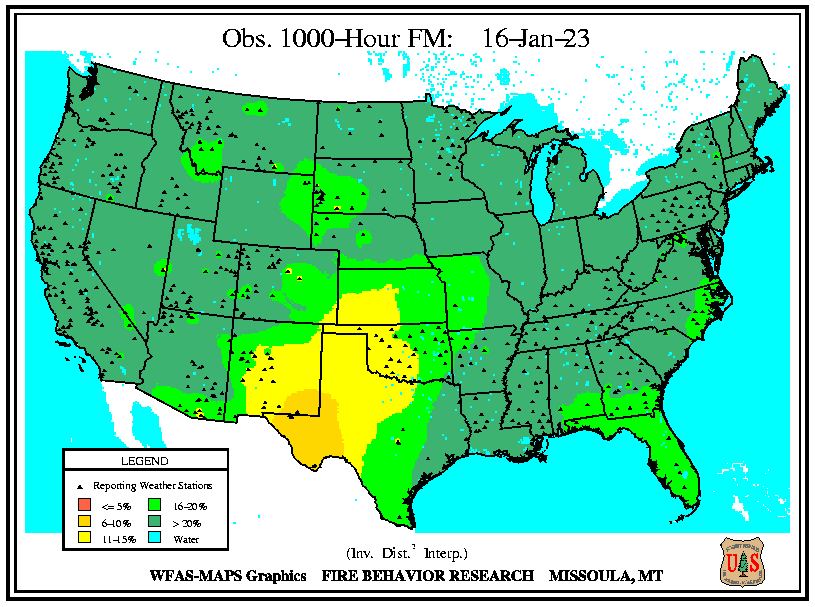 Obs. 1000-Hour FM: 16-Jan-23
LEGEND
Reporting Weather Stations
<= 5%
16-20%
6-10%
> 20%
11-15%
Water
(Inv. Dist.² Interp.)
WFAS-MAPS Graphics FIRE BEHAVIOR RESEARCH MISSOULA, MT
US